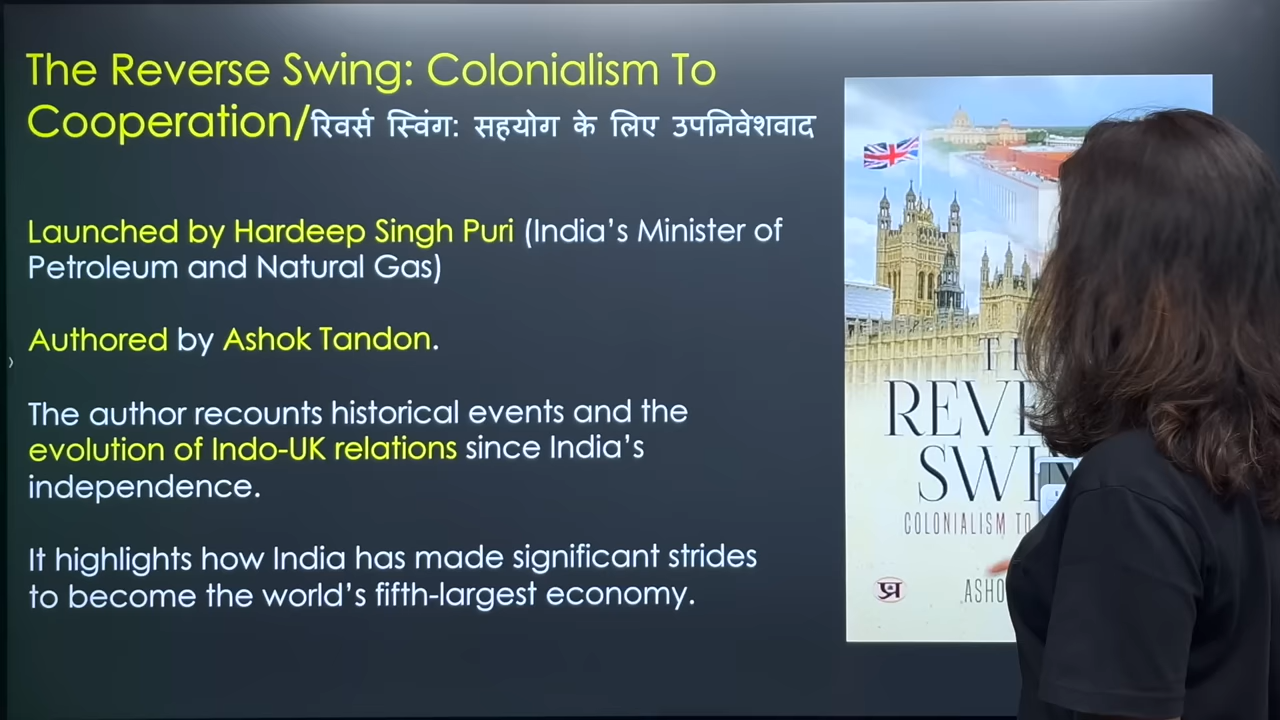 The Reverse Swing: Colonialism To
Cooperation/रिवर्स स्विंग: सहयोग के लिए उपनिवेशवाद
Launched by Hardeep Singh Puri (India's Minister of
Petroleum and Natural Gas)
Authored by Ashok Tandon.
The author recounts historical events and the
evolution of Indo-UK relations since India's
independence.
It highlights how India has made significant strides
to become the world's fifth-largest economy.
COLONIALISM TO
प्र